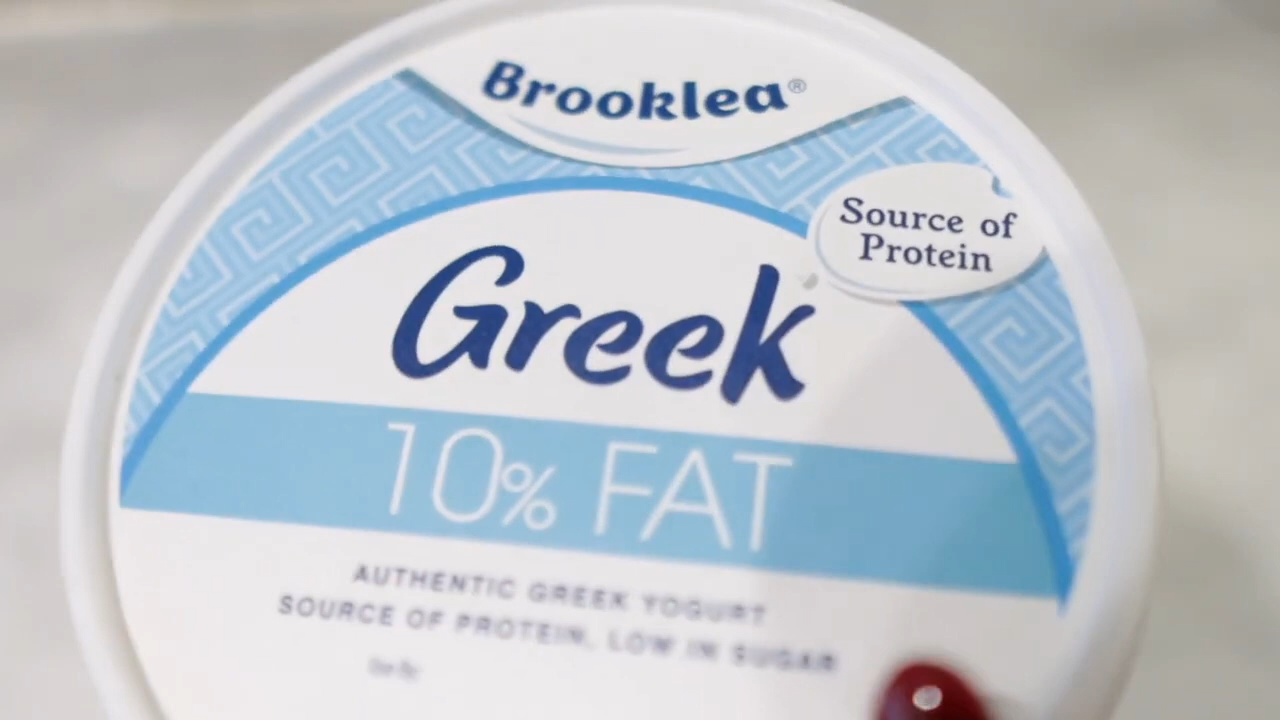 Brooklea®
Source of
Protein
Greek
10% FAT
AUTHENTIC GREEK YOGURT
SOURCE OF PROTEIN, LOW IN SUGAR